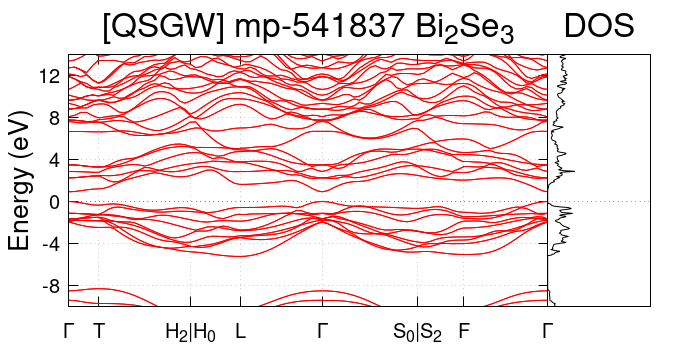 [QSGW] mp-541837 Bi₂Se₃ DOS
Energy (eV)
12
8
4
0
-4
-8
Γ T H₂|H₀ L Γ S₀|S₂ F Γ